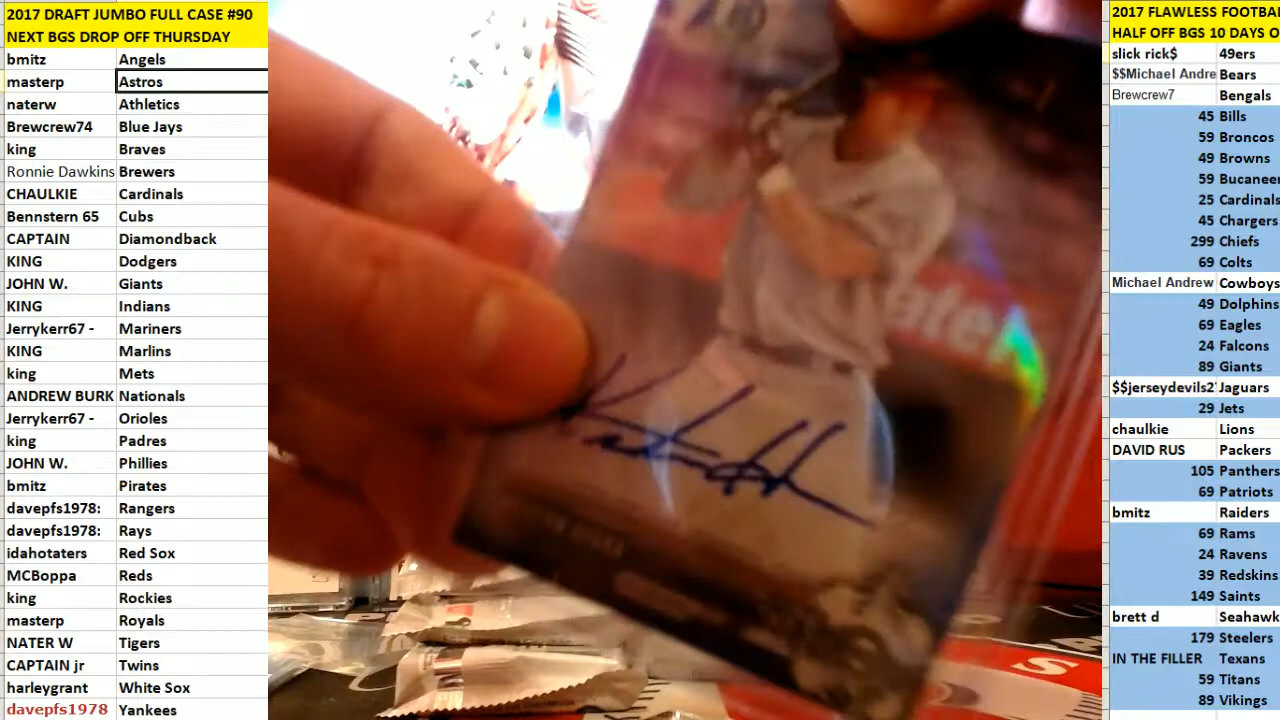 2017 DRAFT JUMBO FULL CASE #90
NEXT BGS DROP OFF THURSDAY
bmitz Angels
masterp Astros
naterw Athletics
Brewcrew74 Blue Jays
king Braves
Ronnie Dawkins Brewers
CHAULKIE Cardinals
Bennstern 65 Cubs
CAPTAIN Diamondback
KING Dodgers
JOHN W. Giants
KING Indians
Jerrykerr67 - Mariners
KING Marlins
king Mets
ANDREW BURK Nationals
Jerrykerr67 - Orioles
king Padres
JOHN W. Phillies
bmitz Pirates
davepfs1978: Rangers
davepfs1978: Rays
idahotaters Red Sox
MCBoppa Reds
king Rockies
masterp Royals
NATER W Tigers
CAPTAIN jr Twins
harleygrant White Sox
davepfs1978 Yankees
2017 FLAWLESS FOOTBA
HALF OFF BGS 10 DAYS O
slick rick$ 49ers
$$Michael Andre Bears
Brewcrew7 Bengals
45 Bills
59 Broncos
49 Browns
59 Bucaneer
25 Cardinals
45 Chargers
299 Chiefs
69 Colts
Michael Andrew Cowboys
49 Dolphins
69 Eagles
24 Falcons
89 Giants
$$jerseydevils2 Jaguars
29 Jets
chaulkie Lions
DAVID RUS Packers
105 Panthers
69 Patriots
bmitz Raiders
69 Rams
24 Ravens
39 Redskins
149 Saints
brett d Seahawk
179 Steelers
IN THE FILLER Texans
59 Titans
89 Vikings